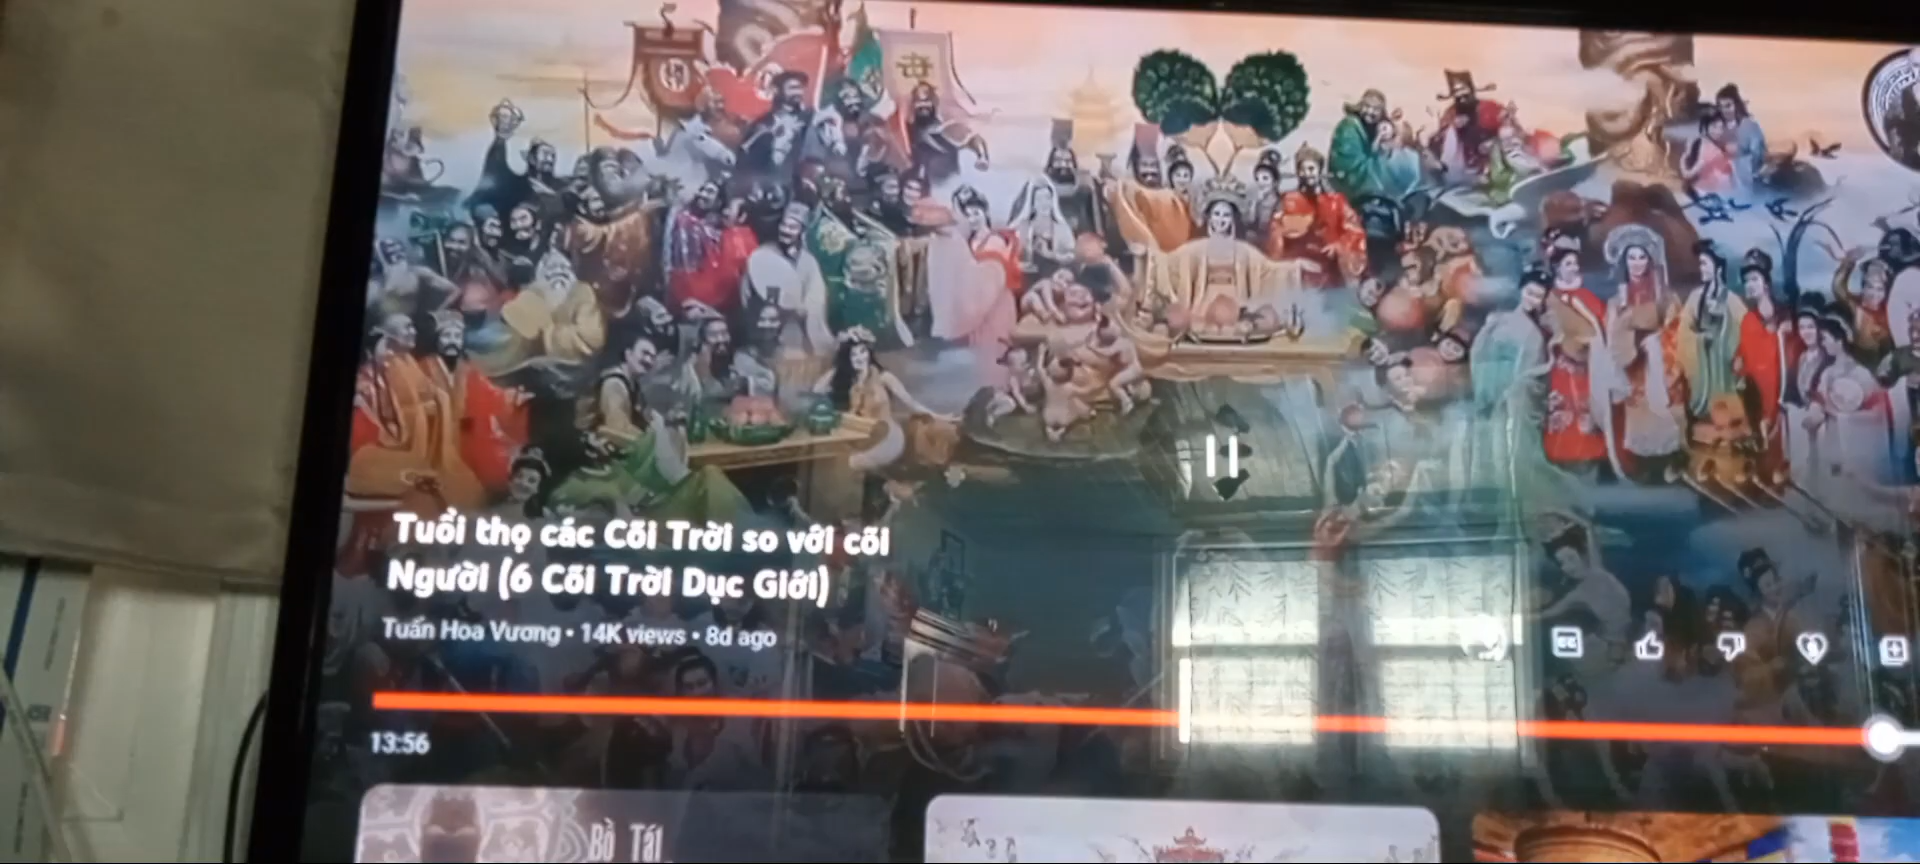 Tuổi thọ các Cõi Trời so với cõi
Người (6 Cõi Trời Dục Giới)
Tuấn Hoa Vương • 14K views • 8d ago
CC
13:56
Bồ Tát